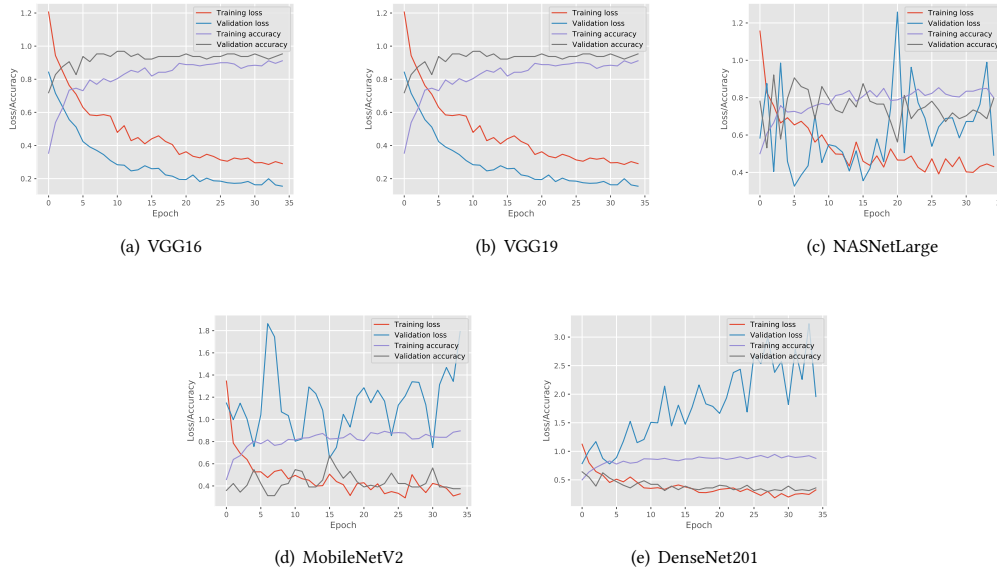 Training loss
Validation loss
Training accuracy
Validation accuracy
1.2
1.0
0.8
0.6
0.4
0.2
Loss/Accuracy
0 5 10 15 20 25 30 35
Epoch
(a) VGG16
Training loss
Validation loss
Training accuracy
Validation accuracy
1.2
1.0
0.8
0.6
0.4
0.2
Loss/Accuracy
0 5 10 15 20 25 30 35
Epoch
(b) VGG19
Training loss
Validation loss
Training accuracy
Validation accuracy
1.2
1.0
0.8
0.6
0.4
Loss/Accuracy
0 5 10 15 20 25 30
Epoch
(c) NASNetLarge
Training loss
Validation loss
Training accuracy
Validation accuracy
1.8
1.6
1.4
1.2
1.0
0.8
0.6
0.4
Loss/Accuracy
0 5 10 15 20 25 30 35
Epoch
(d) MobileNetV2
Training loss
Validation loss
Training accuracy
Validation accuracy
3.0
2.5
2.0
1.5
1.0
0.5
Loss/Accuracy
0 5 10 15 20 25 30 35
Epoch
(e) DenseNet201